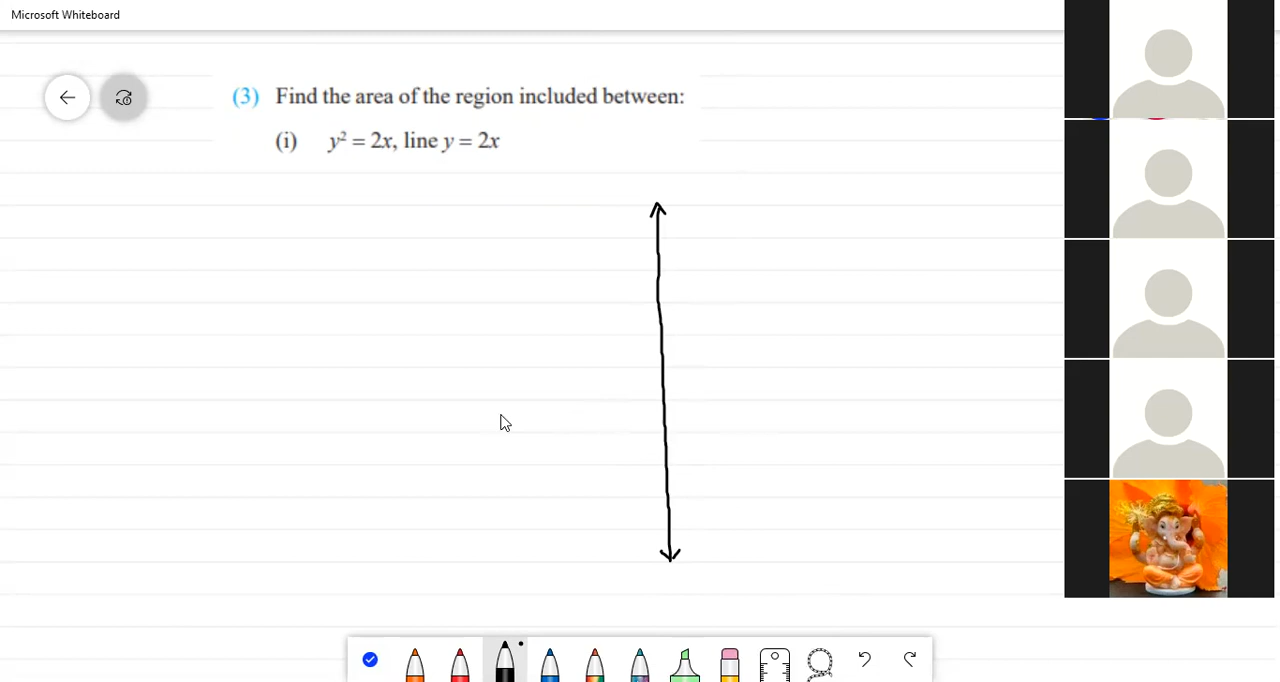 Microsoft Whiteboard
(3) Find the area of the region included between:
(i) y² = 2x, line y = 2x